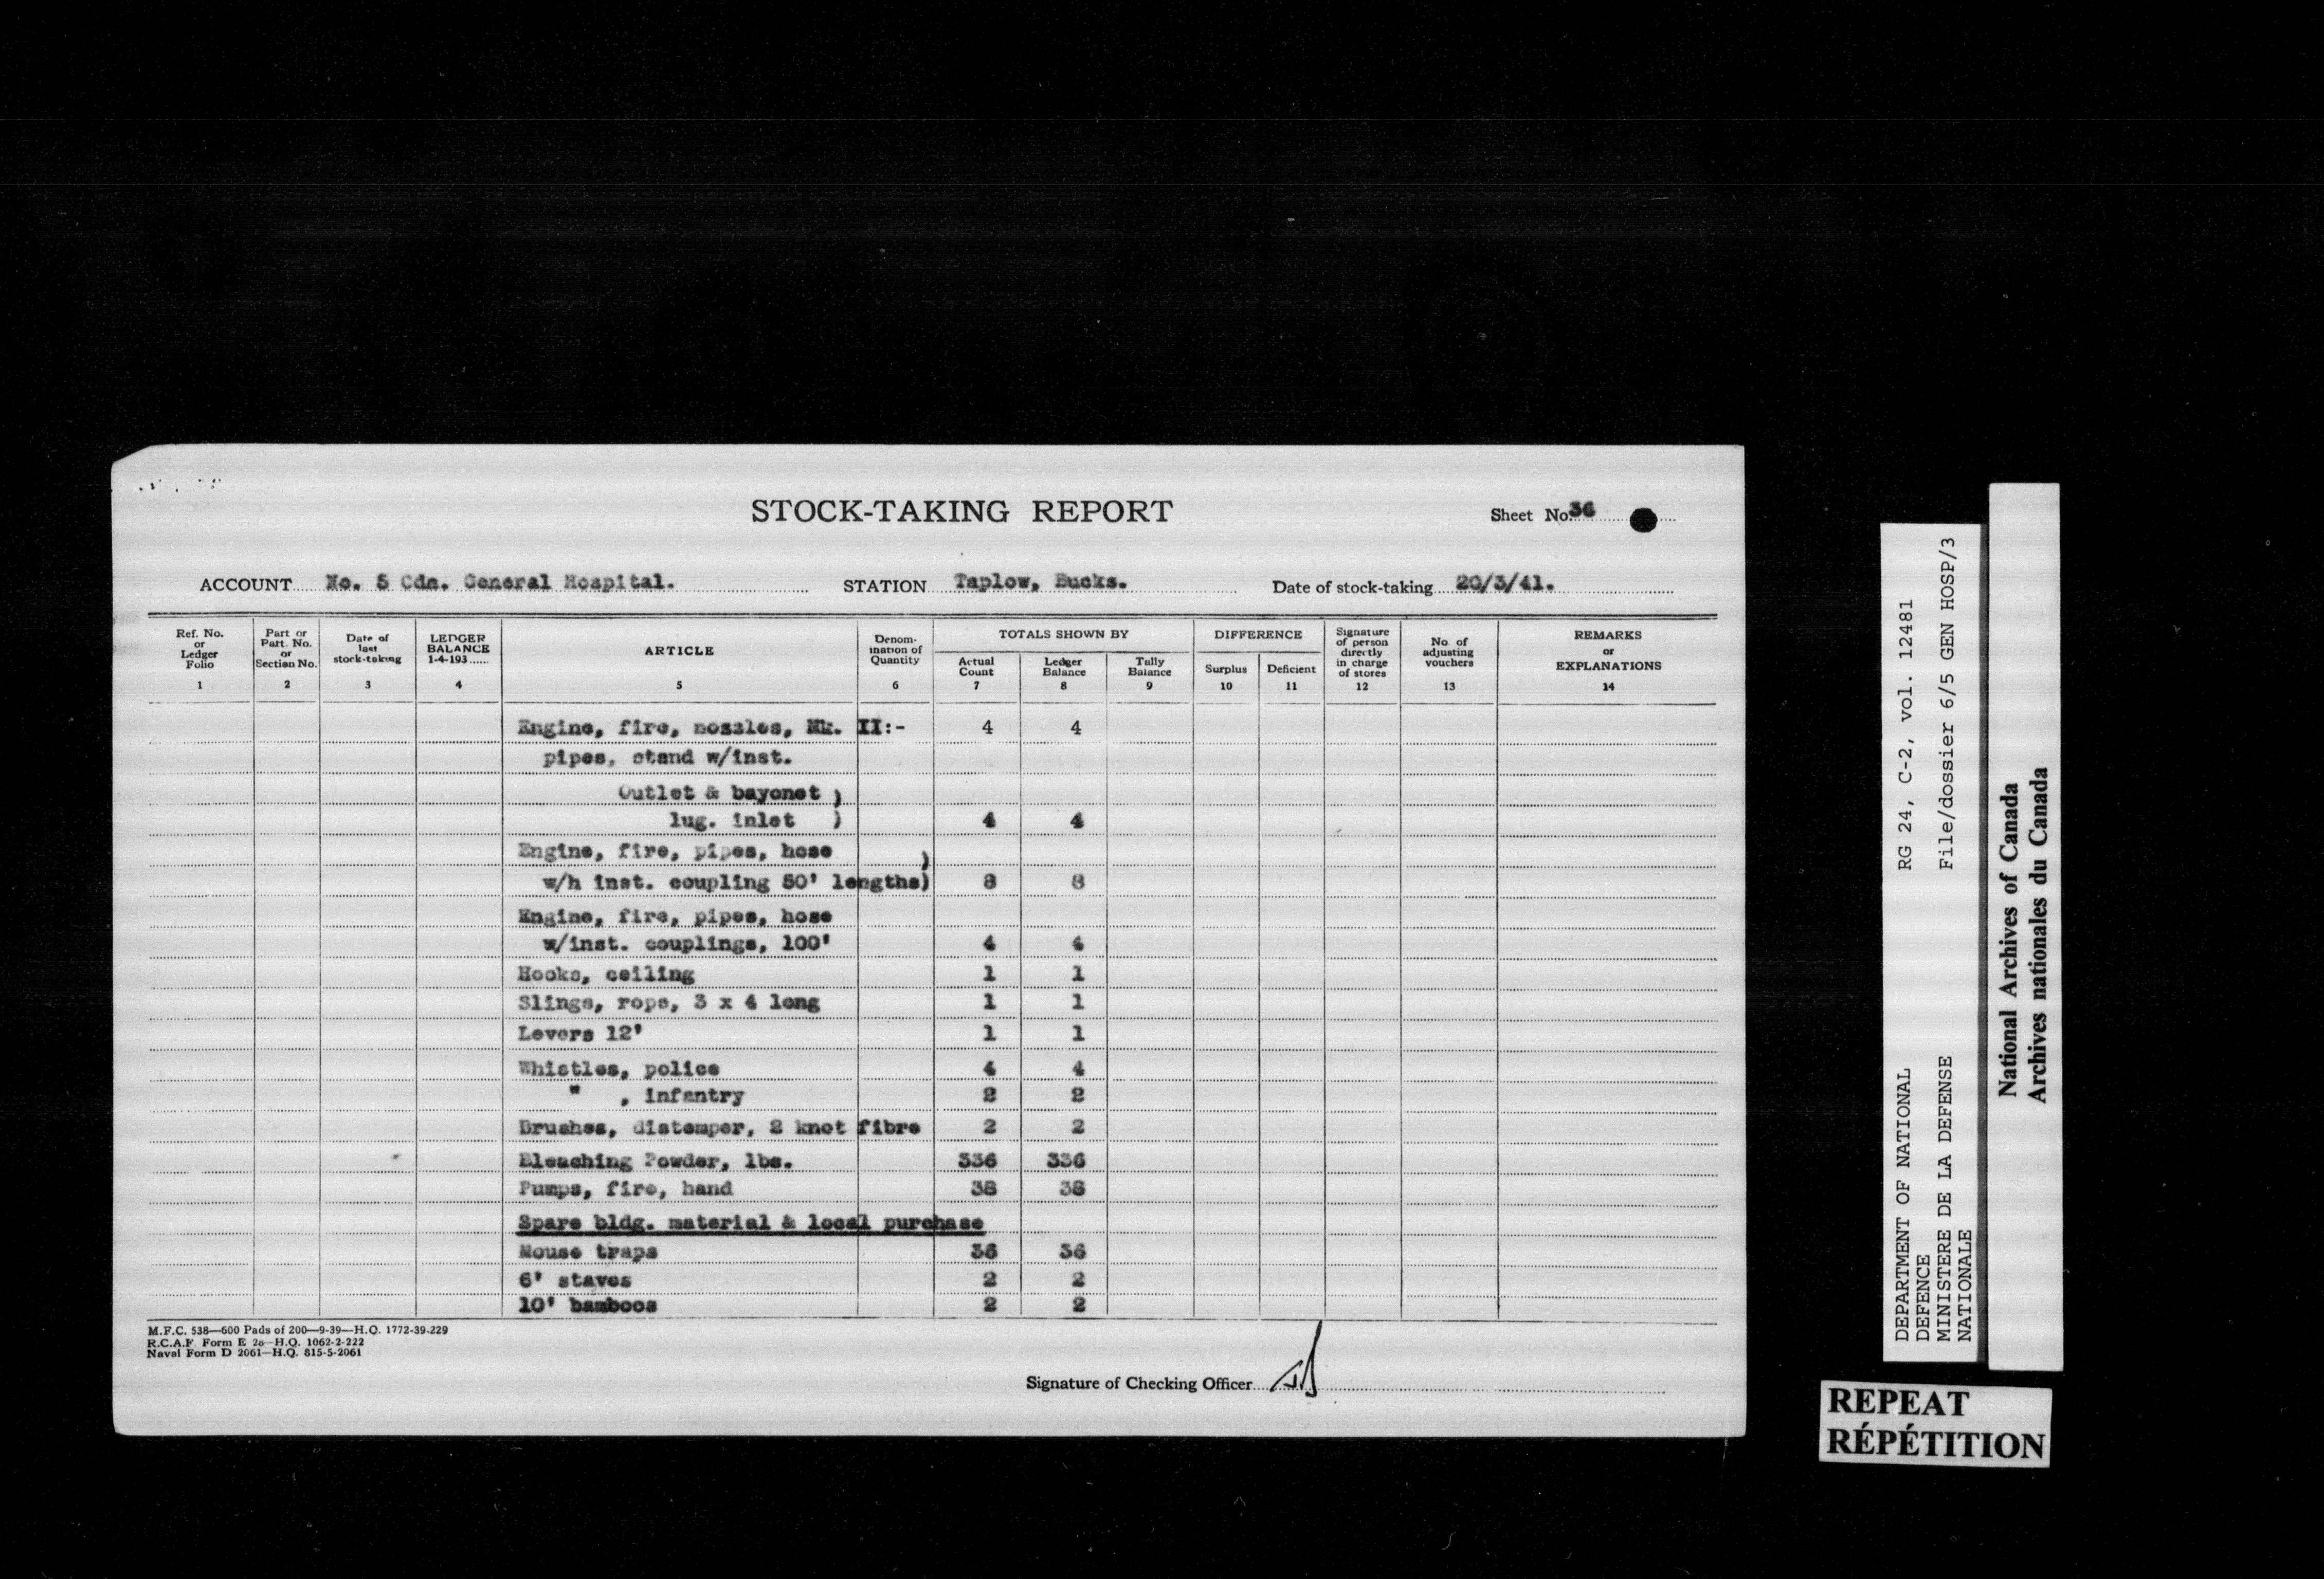 STOCK-TAKING REPORT
Sheet No. 36
ACCOUNT No. 5 Cdn. General Hospital. STATION Taplow, Bucks. Date of stock-taking 20/3/41.
Ref. No. or Ledger Folio 1
Part or Part. No. or Section No. 2
Date of last stock-taking 3
LEDGER BALANCE 1-4-193...... 4
ARTICLE 5
Denom- ination of Quantity 6
TOTALS SHOWN BY
Actual Count 7
Ledger Balance 8
Tally Balance 9
DIFFERENCE
Surplus 10
Deficient 11
Signature of person directly in charge of stores 12
No. of adjusting vouchers 13
REMARKS or EXPLANATIONS 14
Engine, fire, nozzles, Mk. II:- 4 4
pipes, stand w/inst.
Outlet & bayonet )
lug. inlet ) 4 4
Engine, fire, pipes, hose )
w/h inst. coupling 50' lengths) 8 8
Engine, fire, pipes, hose
w/inst. couplings, 100' 4 4
Hooks, ceiling 1 1
Slings, rope, 3 x 4 long 1 1
Levers 12' 1 1
Whistles, police 4 4
" , infantry 2 2
Brushes, distemper, 2 knot fibre 2 2
Bleaching Powder, lbs. 336 336
Pumps, fire, hand 38 38
Spare bldg. material & local purchase
Mouse traps 36 36
6' staves 2 2
10' bamboos 2 2
M.F.C. 538—600 Pads of 200—9-39—H.Q. 1772-39-229
R.C.A.F. Form E 26—H.Q. 1062-2-222
Naval Form D 2061—H.Q. 815-5-2061
Signature of Checking Officer
DEPARTMENT OF NATIONAL DEFENCE
MINISTERE DE LA DEFENSE NATIONALE
RG 24, C-2, vol. 12481
File/dossier 6/5 GEN HOSP/3
National Archives of Canada
Archives nationales du Canada
REPEAT
RÉPÉTITION